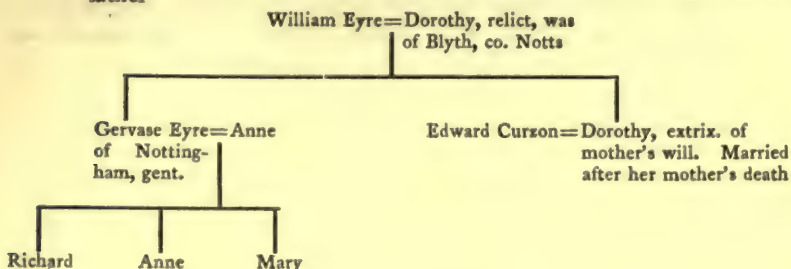 William Eyre=Dorothy, relict, was
of Blyth, co. Notts
Gervase Eyre=Anne
of Notting-
ham, gent.
Edward Curzon=Dorothy, extrix. of
mother's will. Married
after her mother's death
Richard Anne Mary